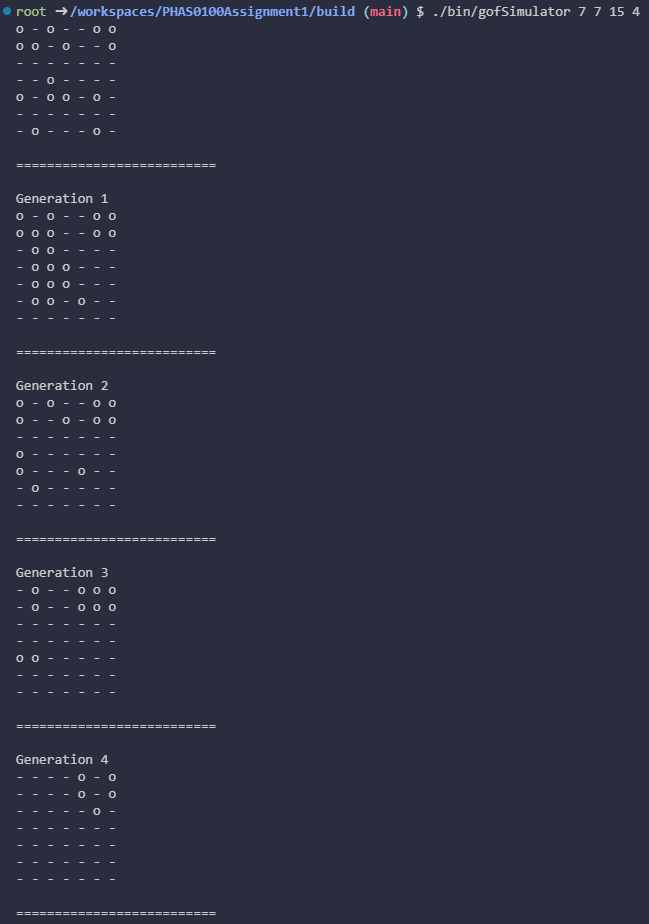 root ➜/workspaces/PHAS0100Assignment1/build (main) $ ./bin/gofSimulator 7 7 15 4
o - o - - o o
o o - o - - o
- - - - - - -
- - o - - - -
o - o o - o -
- - - - - - -
- o - - - o -
==========================
Generation 1
o - o - - o o
o o o - - o o
- o o - - - -
- o o o - - -
- o o o - - -
- o o - o - -
- - - - - - -
==========================
Generation 2
o - o - - o o
o - - o - o o
- - - - - - -
o - - - - - -
o - - - o - -
- o - - - - -
- - - - - - -
==========================
Generation 3
- o - - o o o
- o - - o o o
- - - - - - -
- - - - - - -
o o - - - - -
- - - - - - -
- - - - - - -
==========================
Generation 4
- - - - o - o
- - - - o - o
- - - - - o -
- - - - - - -
- - - - - - -
- - - - - - -
- - - - - - -
==========================